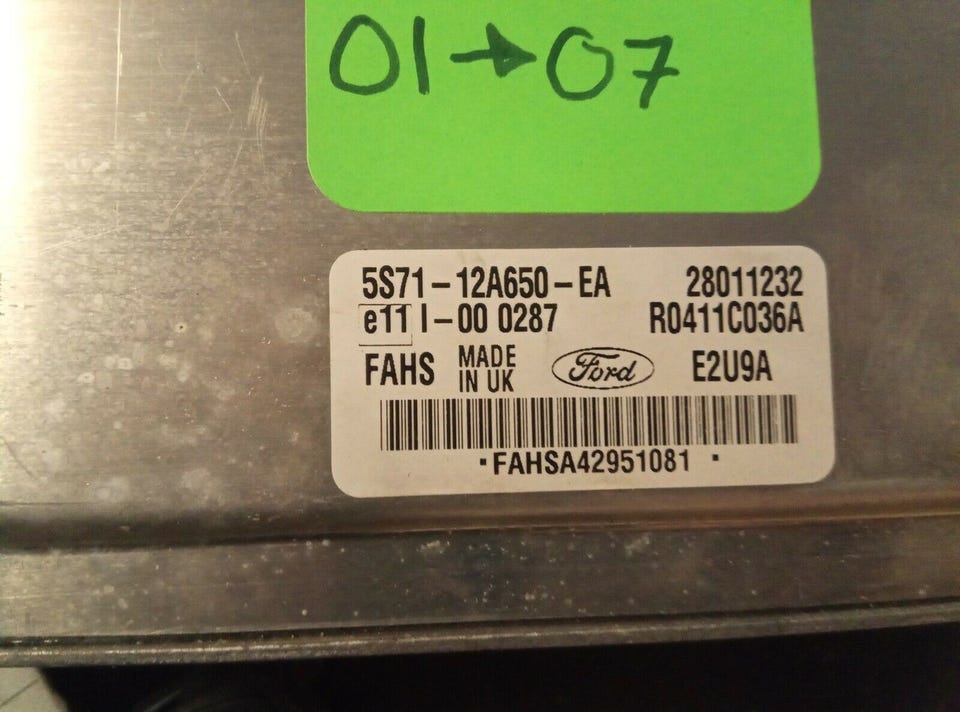 01→07
5S71-12A650-EA 28011232
e11 I-00 0287 R0411C036A
FAHS MADE IN UK Ford E2U9A
·FAHSA42951081 ·